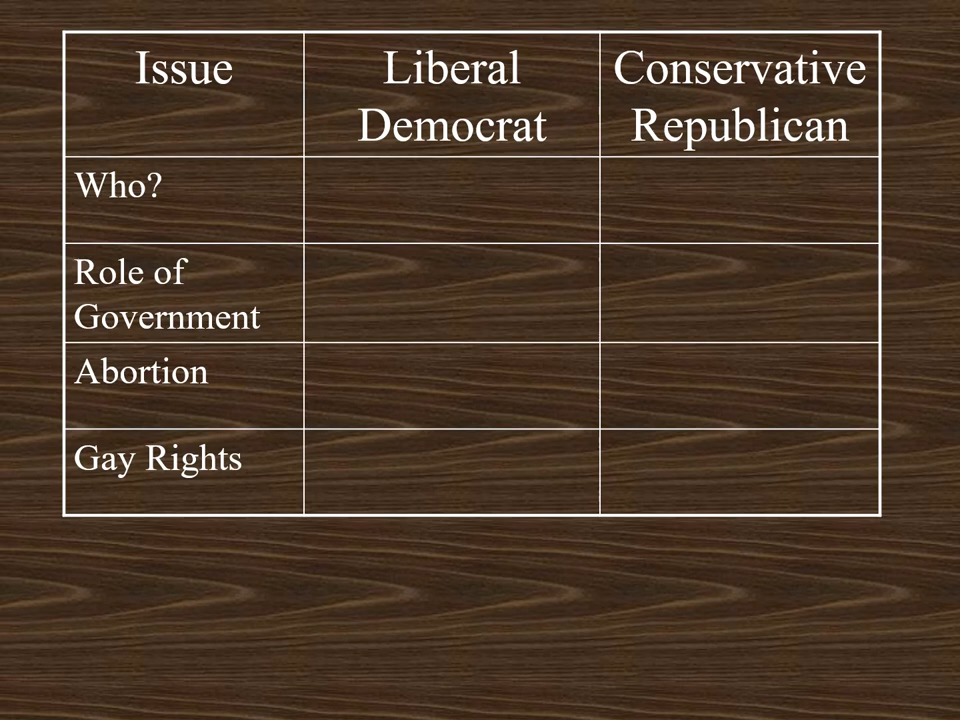 Issue
Liberal
Democrat
Conservative
Republican
Who?
Role of
Government
Abortion
Gay Rights